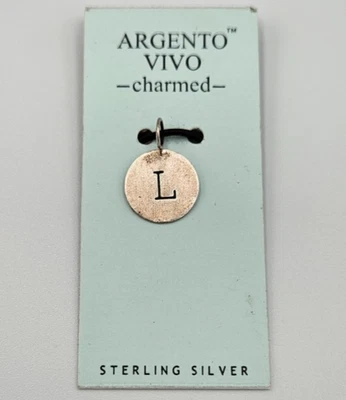 ARGENTO™
VIVO
–charmed–
L
STERLING SILVER